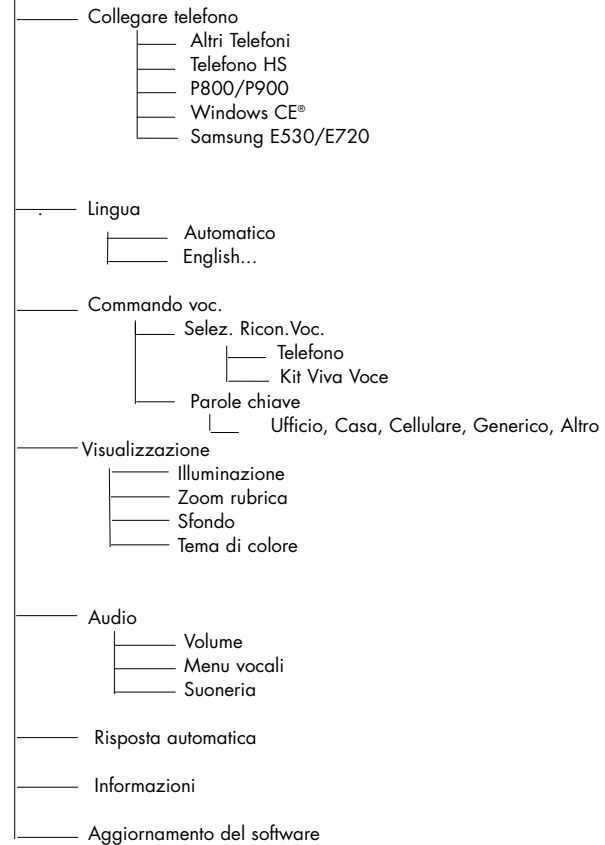 Collegare telefono
Altri Telefoni
Telefono HS
P800/P900
Windows CE®
Samsung E530/E720
Lingua
Automatico
English...
Commando voc.
Selez. Ricon.Voc.
Telefono
Kit Viva Voce
Parole chiave
Ufficio, Casa, Cellulare, Generico, Altro
Visualizzazione
Illuminazione
Zoom rubrica
Sfondo
Tema di colore
Audio
Volume
Menu vocali
Suoneria
Risposta automatica
Informazioni
Aggiornamento del software